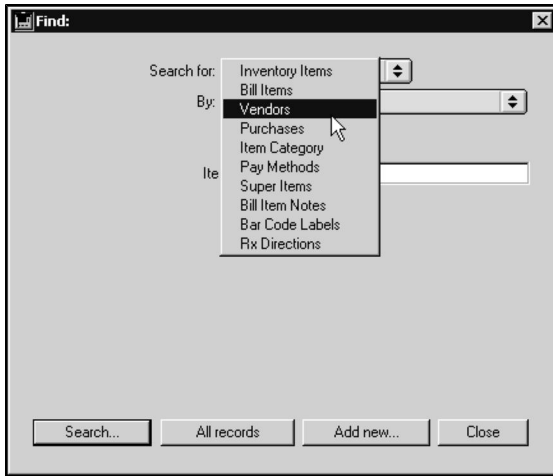 Find:
Search for:
Inventory Items
Bill Items
By:
Vendors
Purchases
Item Category
Ite
Pay Methods
Super Items
Bill Item Notes
Bar Code Labels
Rx Directions
Search...
All records
Add new...
Close